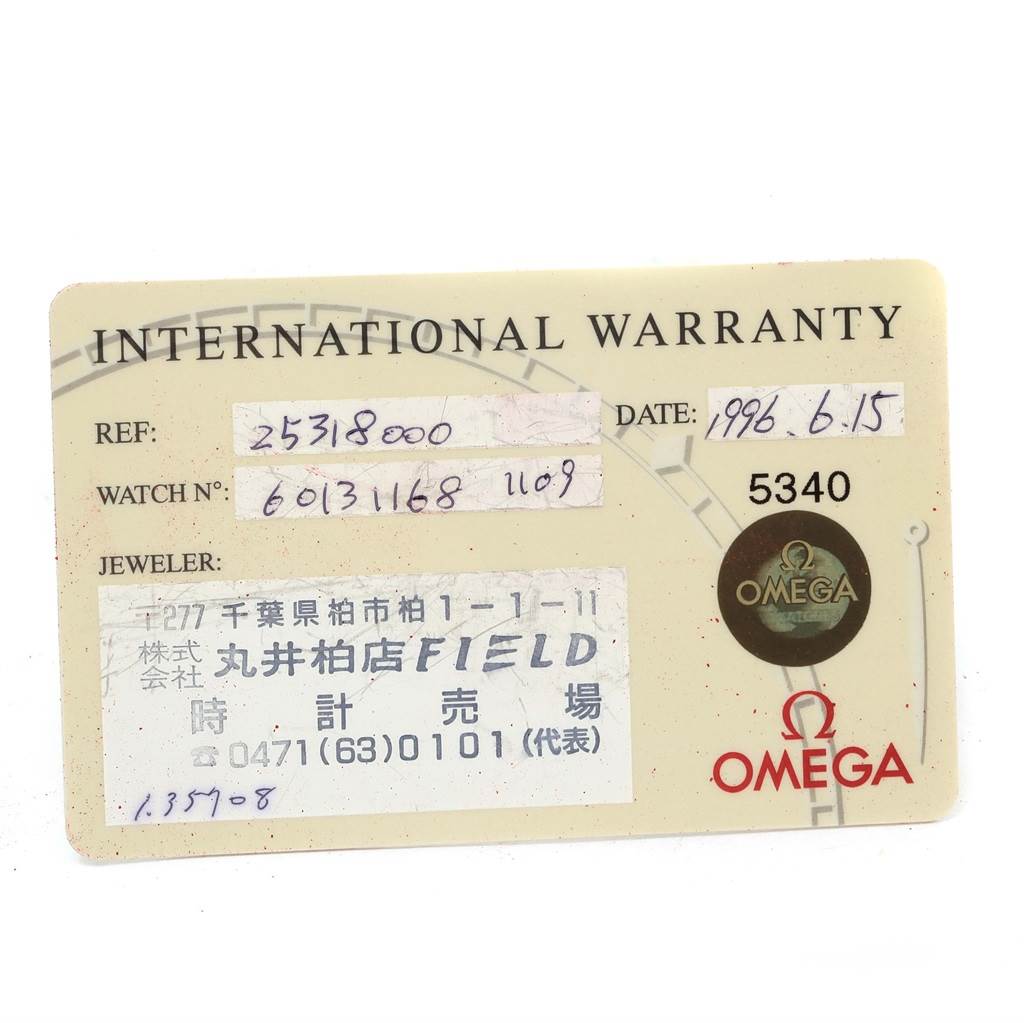 INTERNATIONAL WARRANTY
REF: 25318000 DATE: 1996.6.15
WATCH N°: 60131168 1109
5340
Ω
OMEGA
JEWELER:
〒277 千葉県柏市柏1-1-11
株式会社 丸井柏店FIELD
時計売場
☎0471(63)0101(代表)
1.35708
Ω
OMEGA